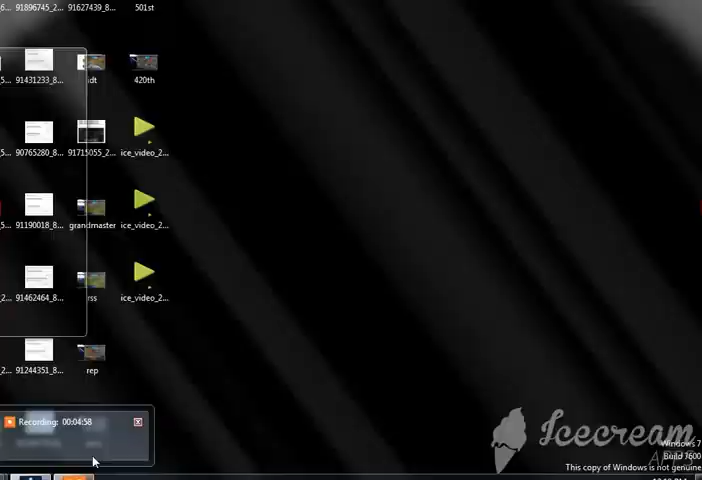 91896745_2... 91627439_8... 501st
91431233_8... idt 420th
90765280_8... 91715055_2... ice_video_2...
91190018_8... grandmaster ice_video_2...
91462464_8... rss ice_video_2...
91244351_8... rep
Recording: 00:04:58
Icecream
APPS
Windows 7
Build 7600
This copy of Windows is not genuine